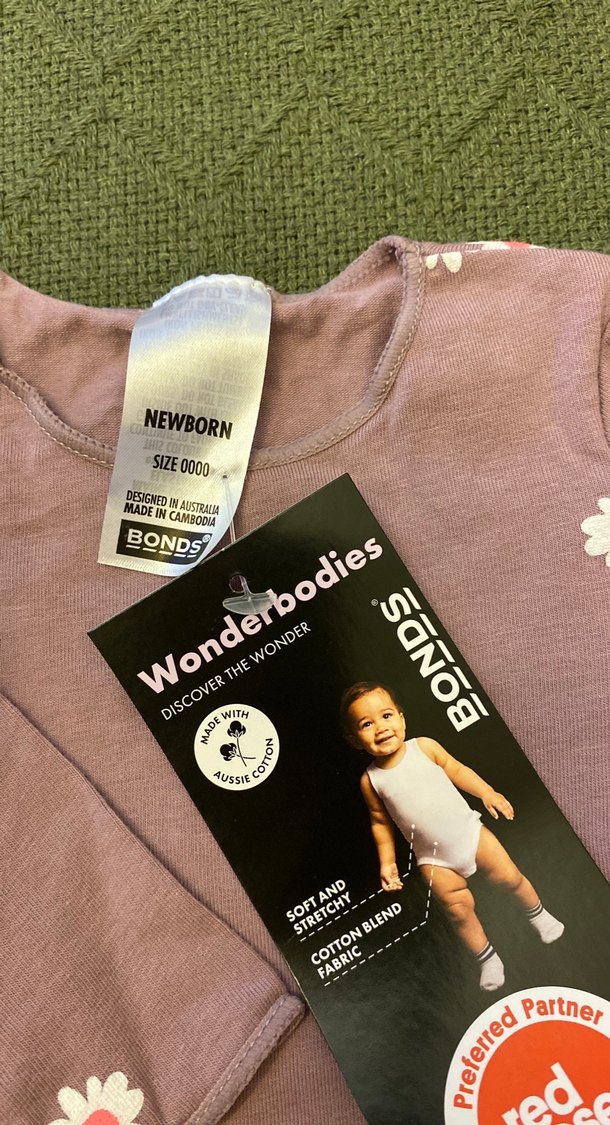 NEWBORN
SIZE 0000
DESIGNED IN AUSTRALIA
MADE IN CAMBODIA
BONDS®
Wonderbodies
DISCOVER THE WONDER
BONDS®
MADE WITH
AUSSIE COTTON
SOFT AND
STRETCHY
COTTON BLEND
FABRIC
Preferred Partner
red